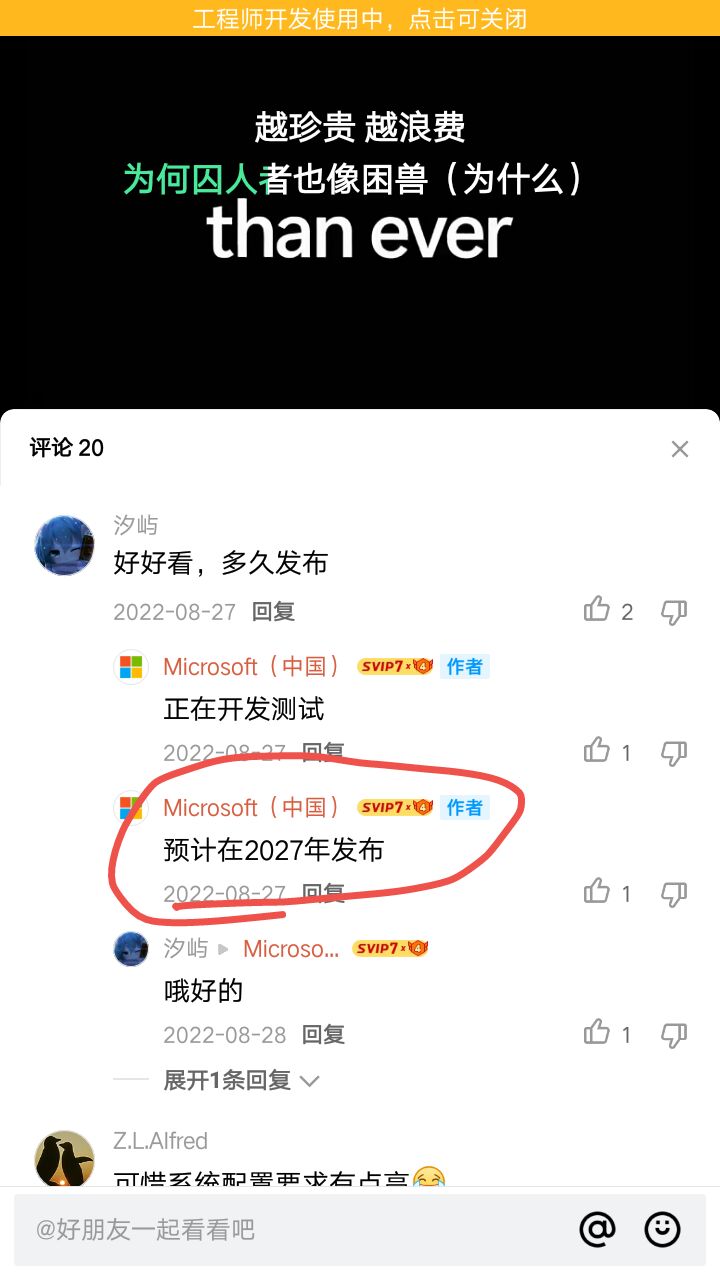 工程师开发使用中，点击可关闭
越珍贵 越浪费
为何囚人者也像困兽（为什么）
than ever
评论 20
汐屿
好好看，多久发布
2022-08-27 回复 2
Microsoft（中国） SVIP7×4 作者
正在开发测试
2022-08-27 回复 1
Microsoft（中国） SVIP7×4 作者
预计在2027年发布
2022-08-27 回复 1
汐屿 Microso... SVIP7×4
哦好的
2022-08-28 回复 1
展开1条回复
Z.L.Alfred
可惜系统配置要求有点高😂
@好朋友一起看看吧